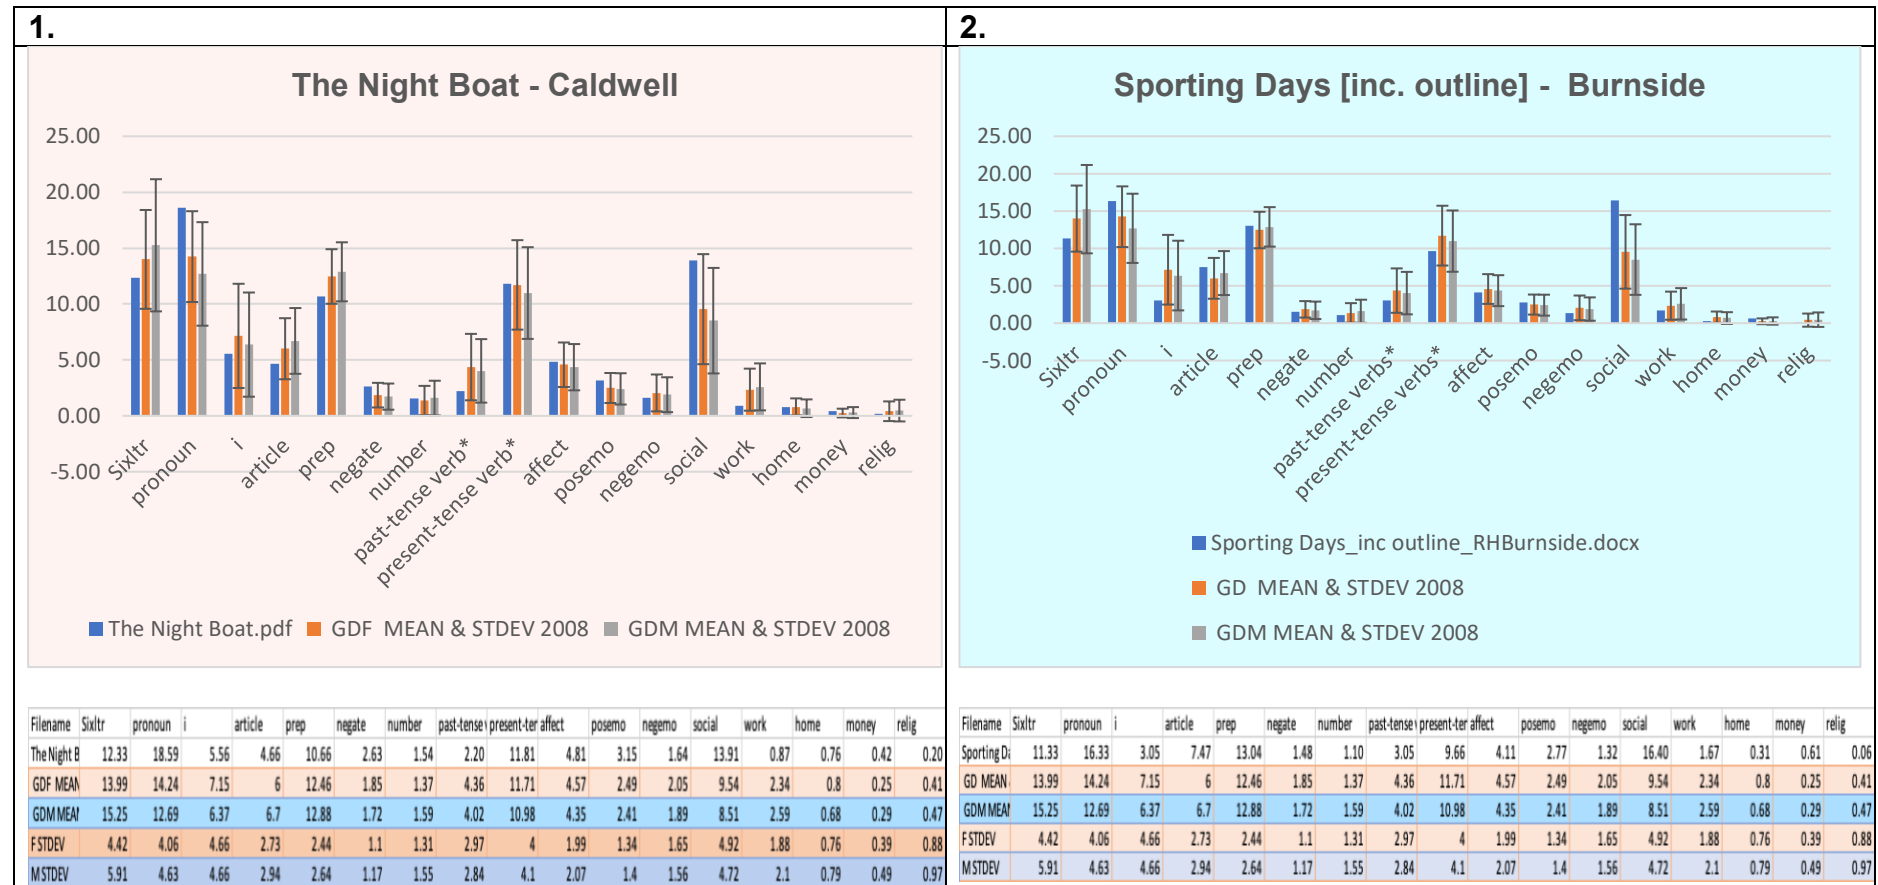 1.
The Night Boat - Caldwell
25.00
20.00
15.00
10.00
5.00
0.00
-5.00
Sixltr
pronoun
i
article
prep
negate
number
past-tense verb*
present-tense verb*
affect
posemo
negemo
social
work
home
money
relig
The Night Boat.pdf GDF MEAN & STDEV 2008 GDM MEAN & STDEV 2008
Filename Sixltr pronoun i article prep negate number past-tense v present-ter affect posemo negemo social work home money relig
The Night B 12.33 18.59 5.56 4.66 10.66 2.63 1.54 2.20 11.81 4.81 3.15 1.64 13.91 0.87 0.76 0.42 0.20
GDF MEAN 13.99 14.24 7.15 6 12.46 1.85 1.37 4.36 11.71 4.57 2.49 2.05 9.54 2.34 0.8 0.25 0.41
GDM MEAN 15.25 12.69 6.37 6.7 12.88 1.72 1.59 4.02 10.98 4.35 2.41 1.89 8.51 2.59 0.68 0.29 0.47
F STDEV 4.42 4.06 4.66 2.73 2.44 1.1 1.31 2.97 4 1.99 1.34 1.65 4.92 1.88 0.76 0.39 0.88
M STDEV 5.91 4.63 4.66 2.94 2.64 1.17 1.55 2.84 4.1 2.07 1.4 1.56 4.72 2.1 0.79 0.49 0.97
2.
Sporting Days [inc. outline] - Burnside
25.00
20.00
15.00
10.00
5.00
0.00
-5.00
Sixltr
pronoun
i
article
prep
negate
number
past-tense verbs*
present-tense verbs*
affect
posemo
negemo
social
work
home
money
relig
Sporting Days_inc outline_RHBurnside.docx
GD MEAN & STDEV 2008
GDM MEAN & STDEV 2008
Filename Sixltr pronoun i article prep negate number past-tense v present-ter affect posemo negemo social work home money relig
Sporting Da 11.33 16.33 3.05 7.47 13.04 1.48 1.10 3.05 9.66 4.11 2.77 1.32 16.40 1.67 0.31 0.61 0.06
GD MEAN 13.99 14.24 7.15 6 12.46 1.85 1.37 4.36 11.71 4.57 2.49 2.05 9.54 2.34 0.8 0.25 0.41
GDM MEAN 15.25 12.69 6.37 6.7 12.88 1.72 1.59 4.02 10.98 4.35 2.41 1.89 8.51 2.59 0.68 0.29 0.47
F STDEV 4.42 4.06 4.66 2.73 2.44 1.1 1.31 2.97 4 1.99 1.34 1.65 4.92 1.88 0.76 0.39 0.88
M STDEV 5.91 4.63 4.66 2.94 2.64 1.17 1.55 2.84 4.1 2.07 1.4 1.56 4.72 2.1 0.79 0.49 0.97